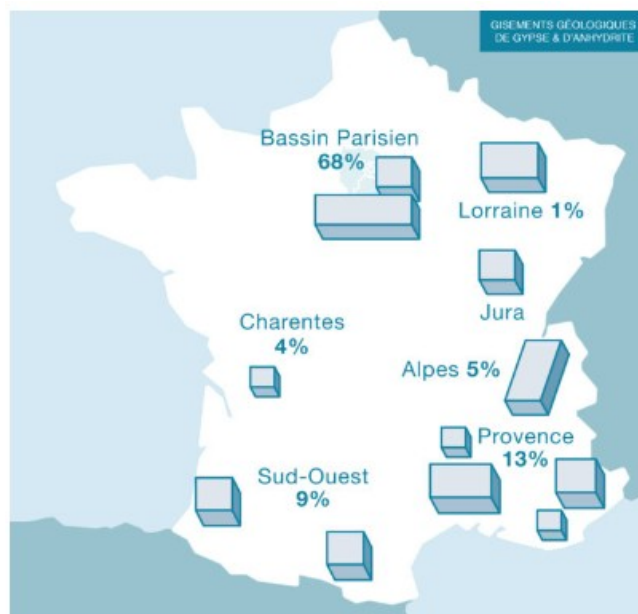 GISEMENTS GÉOLOGIQUES
DE GYPSE & D'ANHYDRITE
Bassin Parisien
68%
Lorraine 1%
Jura
Charentes
4%
Alpes 5%
Provence
13%
Sud-Ouest
9%